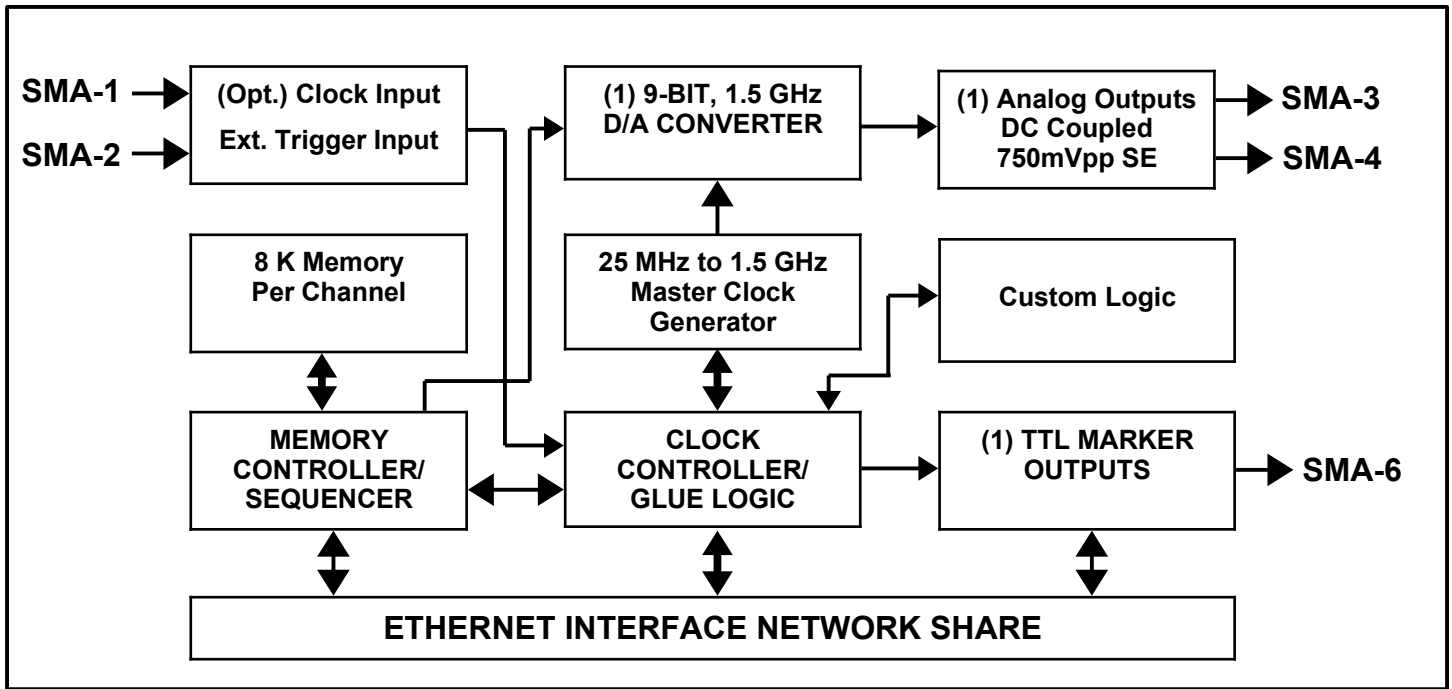 SMA-1
SMA-2
(Opt.) Clock Input
Ext. Trigger Input
(1) 9-BIT, 1.5 GHz
D/A CONVERTER
(1) Analog Outputs
DC Coupled
750mVpp SE
SMA-3
SMA-4
8 K Memory
Per Channel
25 MHz to 1.5 GHz
Master Clock
Generator
Custom Logic
MEMORY
CONTROLLER/
SEQUENCER
CLOCK
CONTROLLER/
GLUE LOGIC
(1) TTL MARKER
OUTPUTS
SMA-6
ETHERNET INTERFACE NETWORK SHARE